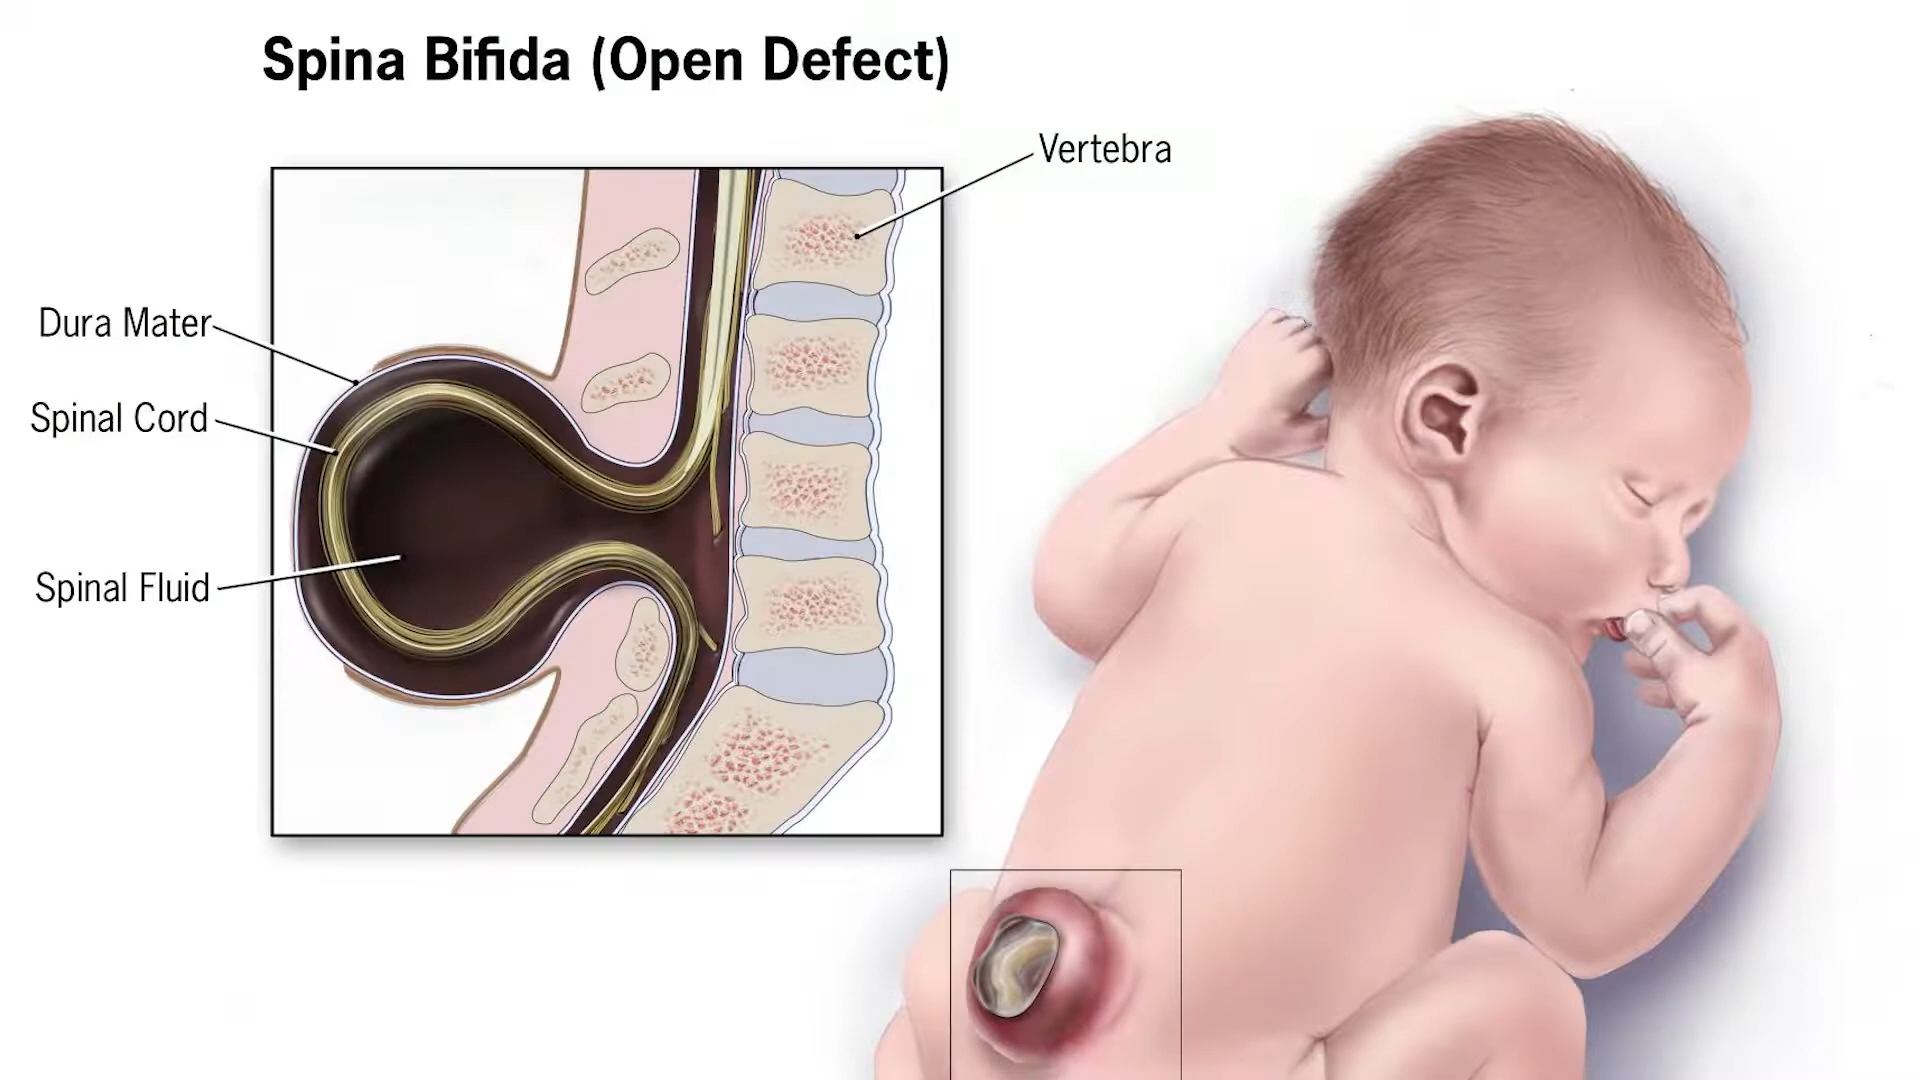 Spina Bifida (Open Defect)
Vertebra
Dura Mater
Spinal Cord
Spinal Fluid